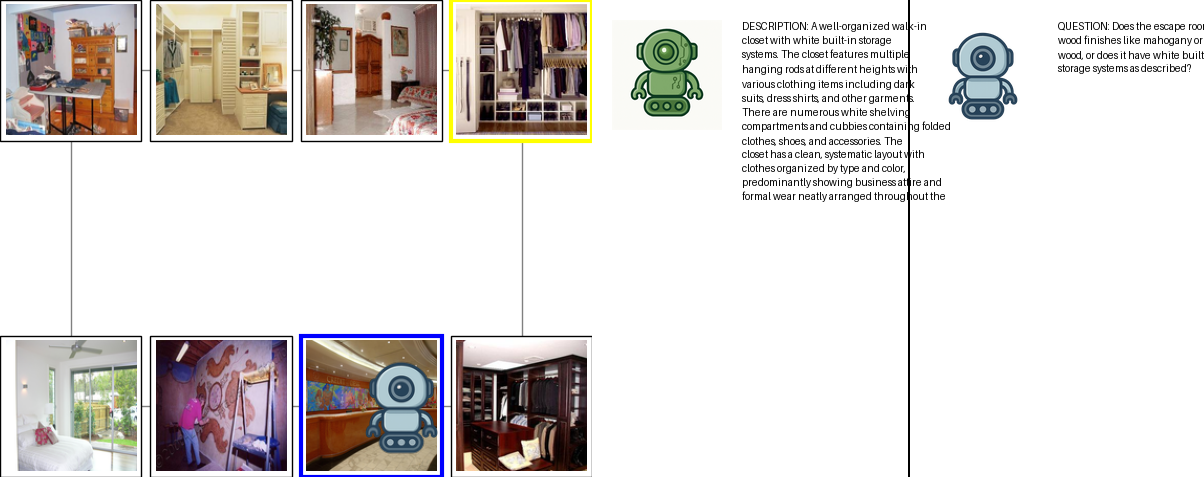 DESCRIPTION: A well-organized walk-in
closet with white built-in storage
systems. The closet features multiple
hanging rods at different heights with
various clothing items including dark
suits, dress shirts, and other garments.
There are numerous white shelving
compartments and cubbies containing folded
clothes, shoes, and accessories. The
closet has a clean, systematic layout with
clothes organized by type and color,
predominantly showing business attire and
formal wear neatly arranged throughout the
QUESTION: Does the escape roo
wood finishes like mahogany or
wood, or does it have white built
storage systems as described?